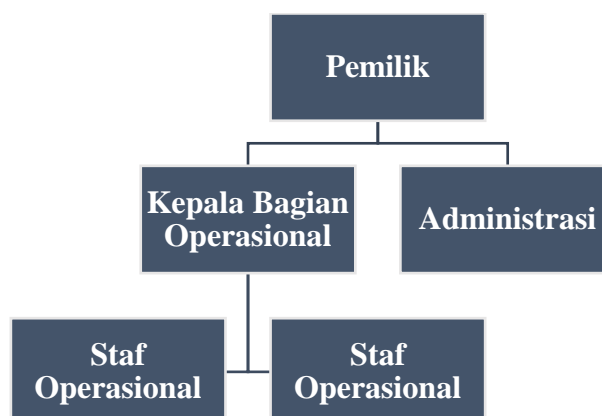 Pemilik
Kepala Bagian
Operasional
Administrasi
Staf
Operasional
Staf
Operasional